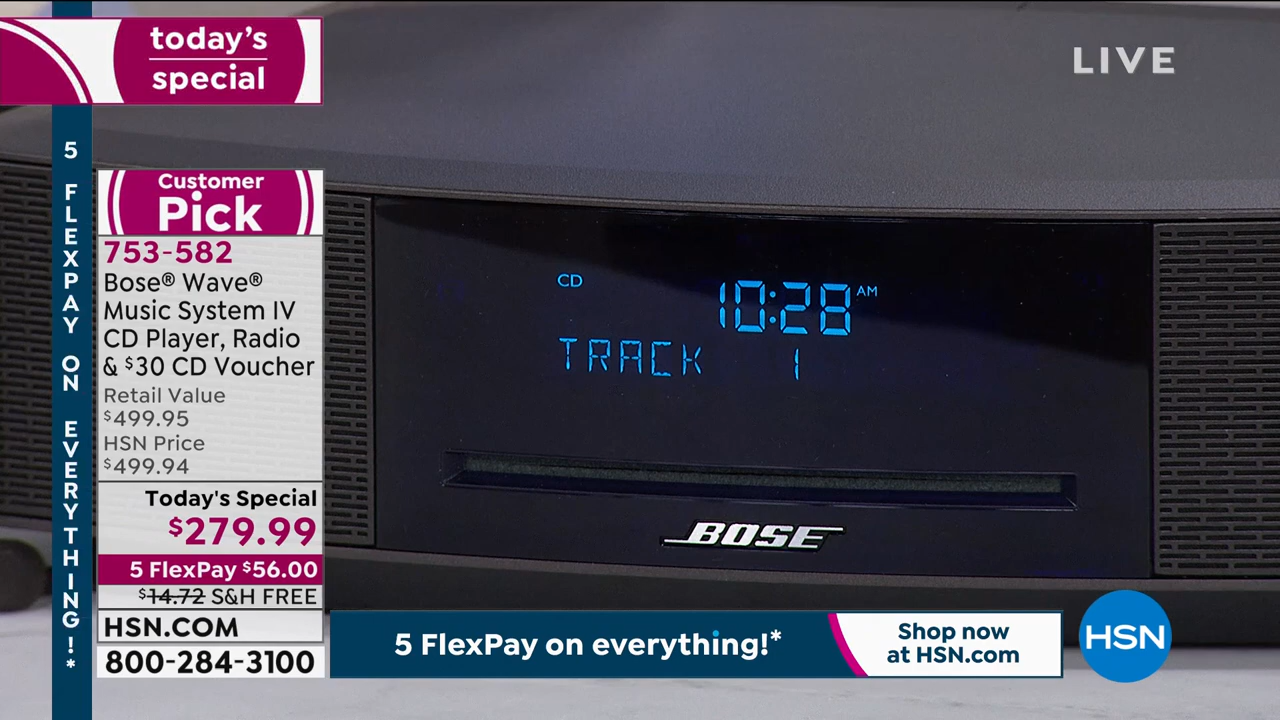 today's
special
LIVE
5 FLEXPAY ON EVERYTHING!*
Customer
Pick
753-582
Bose® Wave®
Music System IV
CD Player, Radio
& $30 CD Voucher
Retail Value
$499.95
HSN Price
$499.94
Today's Special
$279.99
5 FlexPay $56.00
$14.72 S&H FREE
HSN.COM
800-284-3100
CD
10:28 AM
TRACK 1
BOSE
5 FlexPay on everything!*
Shop now
at HSN.com
HSN